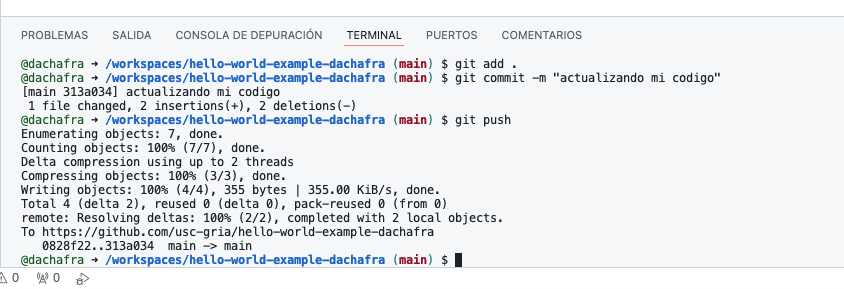 PROBLEMAS SALIDA CONSOLA DE DEPURACIÓN TERMINAL PUERTOS COMENTARIOS
@dachafra ➜ /workspaces/hello-world-example-dachafra (main) $ git add .
@dachafra ➜ /workspaces/hello-world-example-dachafra (main) $ git commit -m "actualizando mi codigo"
[main 313a034] actualizando mi codigo
 1 file changed, 2 insertions(+), 2 deletions(-)
@dachafra ➜ /workspaces/hello-world-example-dachafra (main) $ git push
Enumerating objects: 7, done.
Counting objects: 100% (7/7), done.
Delta compression using up to 2 threads
Compressing objects: 100% (3/3), done.
Writing objects: 100% (4/4), 355 bytes | 355.00 KiB/s, done.
Total 4 (delta 2), reused 0 (delta 0), pack-reused 0 (from 0)
remote: Resolving deltas: 100% (2/2), completed with 2 local objects.
To https://github.com/usc-gria/hello-world-example-dachafra
   0828f22..313a034  main -> main
@dachafra ➜ /workspaces/hello-world-example-dachafra (main) $
0 0